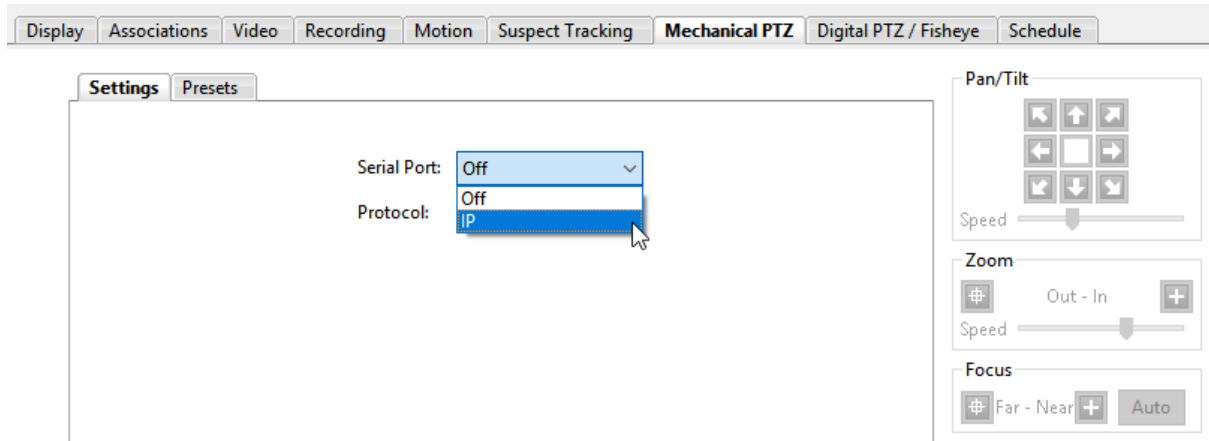 Display Associations Video Recording Motion Suspect Tracking Mechanical PTZ Digital PTZ / Fisheye Schedule
Settings Presets
Serial Port: Off
Off
Protocol:
IP
Pan/Tilt
Speed
Zoom
Out - In
Speed
Focus
Far - Near Auto